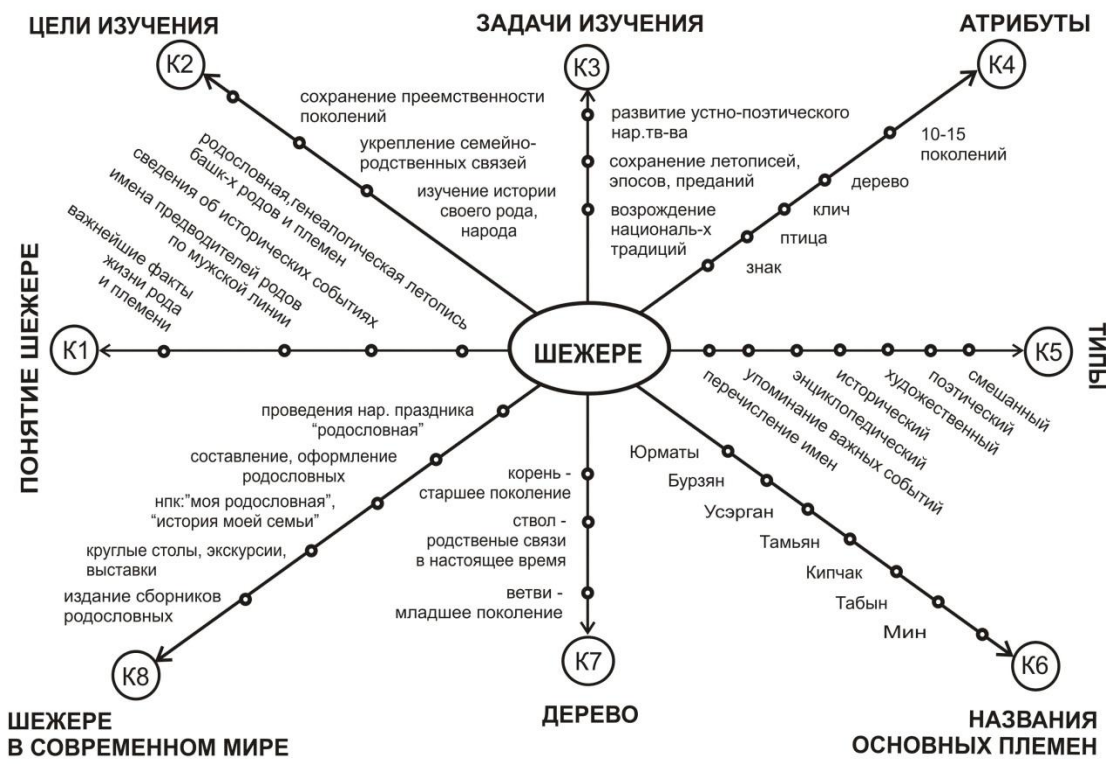 ЦЕЛИ ИЗУЧЕНИЯ
К2
сохранение преемственности
поколений
укрепление семейно-
родственных связей
изучение истории
своего рода,
народа
ЗАДАЧИ ИЗУЧЕНИЯ
К3
развитие устно-поэтического
нар.тв-ва
сохранение летописей,
эпосов, преданий
возрождение
националь-х
традиций
АТРИБУТЫ
К4
10-15
поколений
дерево
клич
птица
знак
ПОНЯТИЕ ШЕЖЕРЕ
К1
важнейшие факты
жизни рода
и племени
имена предводителей родов
по мужской линии
сведения об исторических событиях
родословная,генеалогическая летопись
башк-х родов и племен
ШЕЖЕРЕ
ТИПЫ
К5
перечисление имен
упоминание важных событий
энциклопедический
исторический
художественный
поэтический
смешанный
проведения нар. праздника
“родословная”
составление, оформление
родословных
нпк:”моя родословная”,
“история моей семьи”
круглые столы, экскурсии,
выставки
издание сборников
родословных
К8
ШЕЖЕРЕ
В СОВРЕМЕННОМ МИРЕ
корень -
старшее поколение
ствол -
родственые связи
в настоящее время
ветви -
младшее поколение
К7
ДЕРЕВО
Юрматы
Бурзян
Усэрган
Тамьян
Кипчак
Табын
Мин
К6
НАЗВАНИЯ
ОСНОВНЫХ ПЛЕМЕН